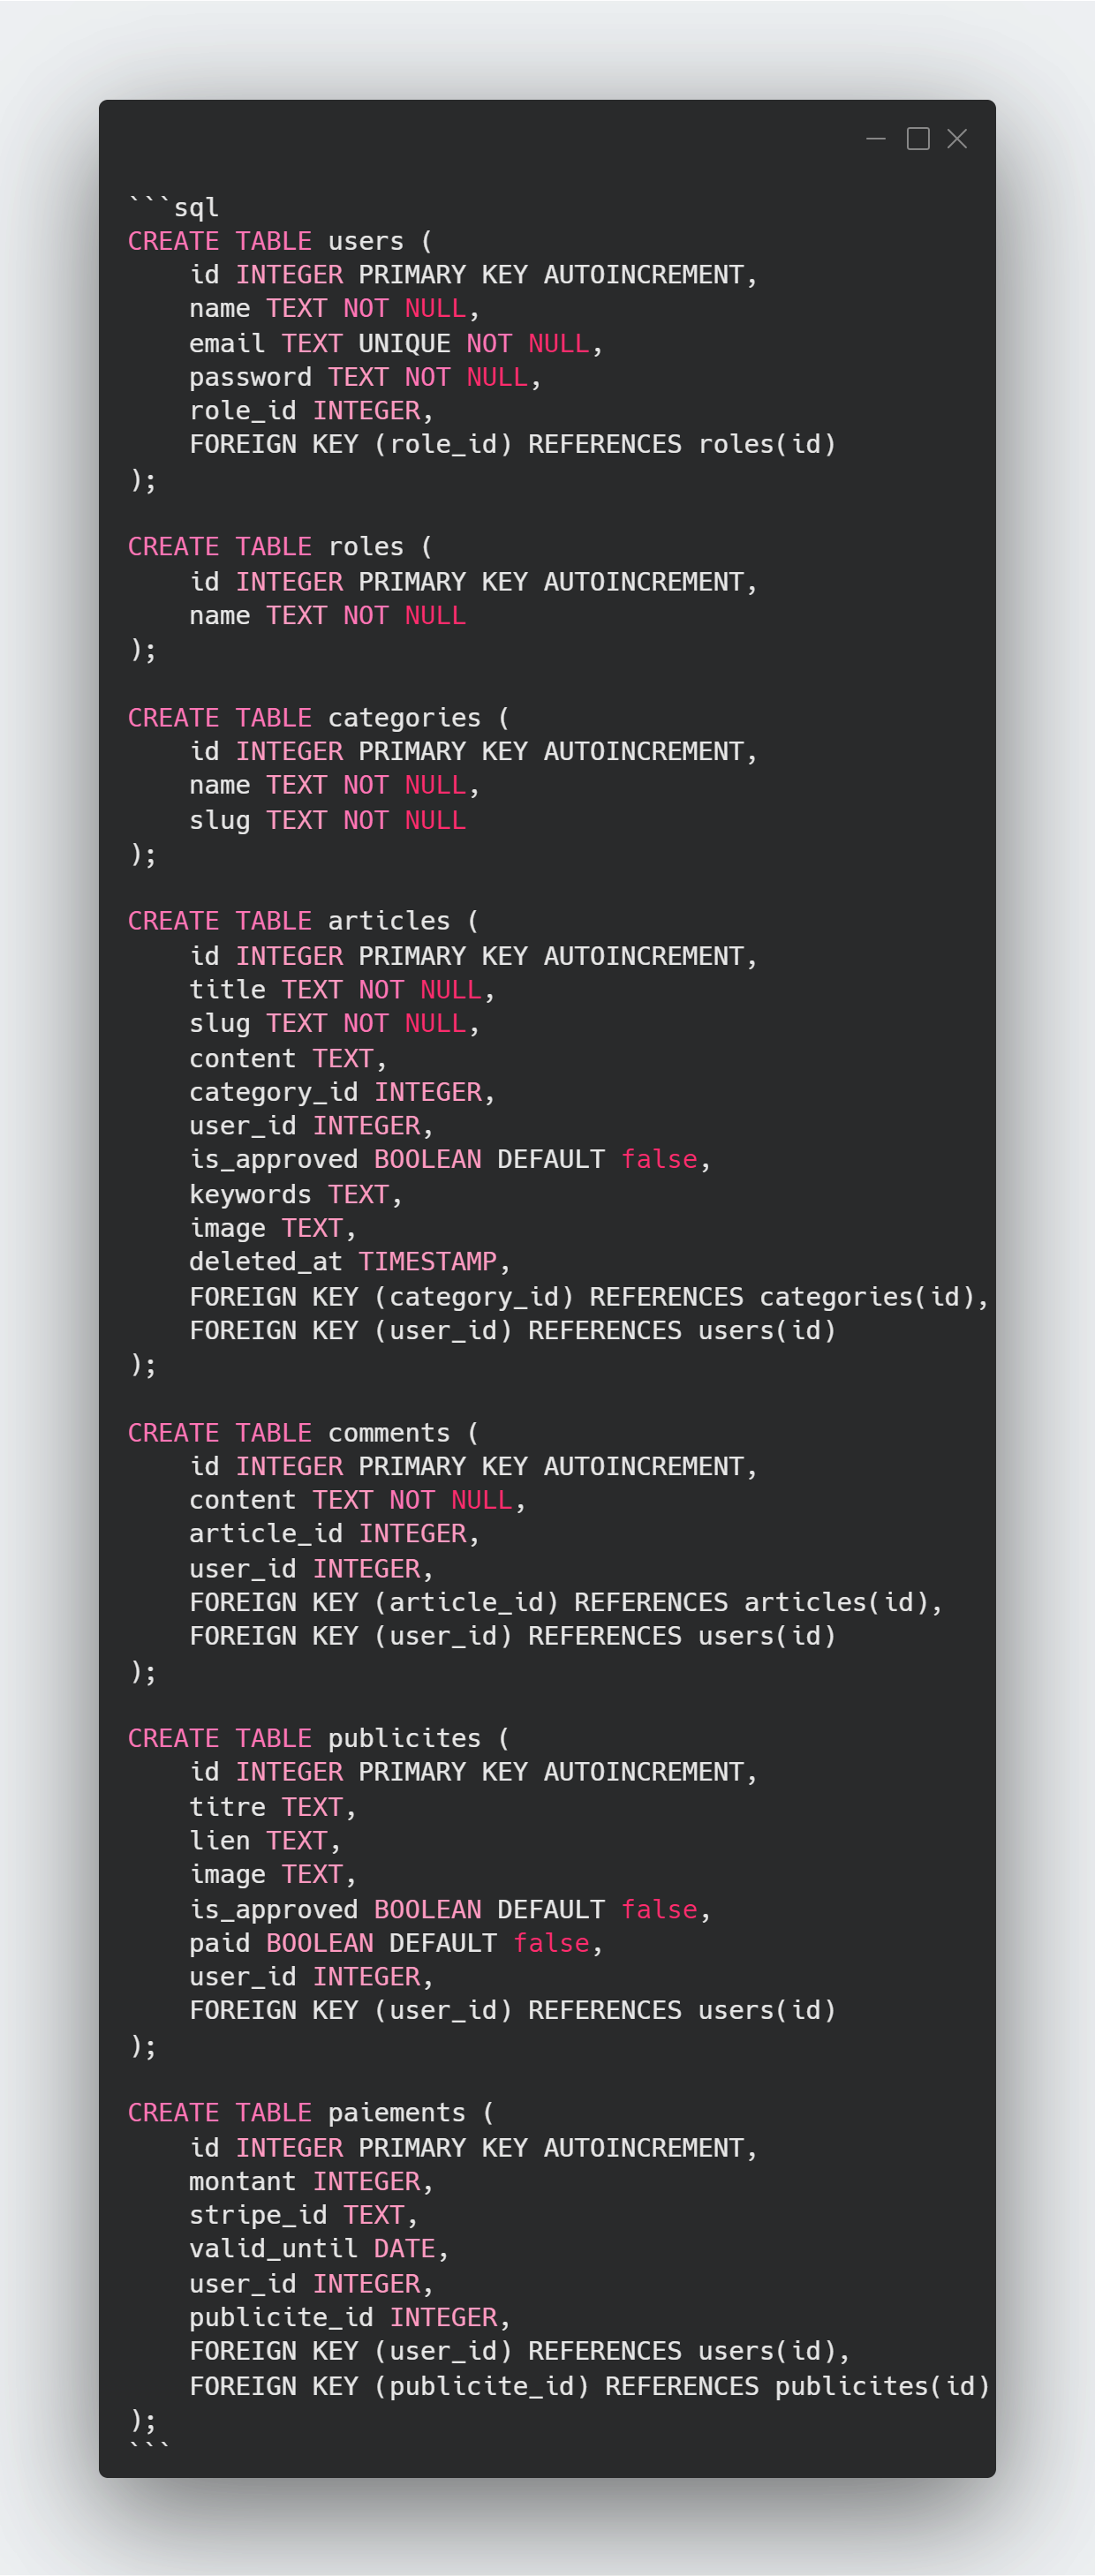 ```sql
CREATE TABLE users (
    id INTEGER PRIMARY KEY AUTOINCREMENT,
    name TEXT NOT NULL,
    email TEXT UNIQUE NOT NULL,
    password TEXT NOT NULL,
    role_id INTEGER,
    FOREIGN KEY (role_id) REFERENCES roles(id)
);

CREATE TABLE roles (
    id INTEGER PRIMARY KEY AUTOINCREMENT,
    name TEXT NOT NULL
);

CREATE TABLE categories (
    id INTEGER PRIMARY KEY AUTOINCREMENT,
    name TEXT NOT NULL,
    slug TEXT NOT NULL
);

CREATE TABLE articles (
    id INTEGER PRIMARY KEY AUTOINCREMENT,
    title TEXT NOT NULL,
    slug TEXT NOT NULL,
    content TEXT,
    category_id INTEGER,
    user_id INTEGER,
    is_approved BOOLEAN DEFAULT false,
    keywords TEXT,
    image TEXT,
    deleted_at TIMESTAMP,
    FOREIGN KEY (category_id) REFERENCES categories(id),
    FOREIGN KEY (user_id) REFERENCES users(id)
);

CREATE TABLE comments (
    id INTEGER PRIMARY KEY AUTOINCREMENT,
    content TEXT NOT NULL,
    article_id INTEGER,
    user_id INTEGER,
    FOREIGN KEY (article_id) REFERENCES articles(id),
    FOREIGN KEY (user_id) REFERENCES users(id)
);

CREATE TABLE publicites (
    id INTEGER PRIMARY KEY AUTOINCREMENT,
    titre TEXT,
    lien TEXT,
    image TEXT,
    is_approved BOOLEAN DEFAULT false,
    paid BOOLEAN DEFAULT false,
    user_id INTEGER,
    FOREIGN KEY (user_id) REFERENCES users(id)
);

CREATE TABLE paiements (
    id INTEGER PRIMARY KEY AUTOINCREMENT,
    montant INTEGER,
    stripe_id TEXT,
    valid_until DATE,
    user_id INTEGER,
    publicite_id INTEGER,
    FOREIGN KEY (user_id) REFERENCES users(id),
    FOREIGN KEY (publicite_id) REFERENCES publicites(id)
);
```